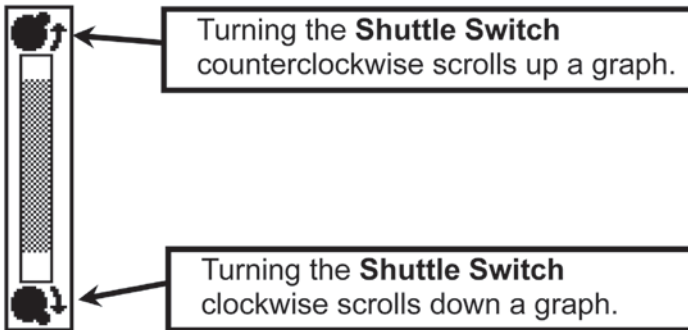 Turning the Shuttle Switch
counterclockwise scrolls up a graph.
Turning the Shuttle Switch
clockwise scrolls down a graph.